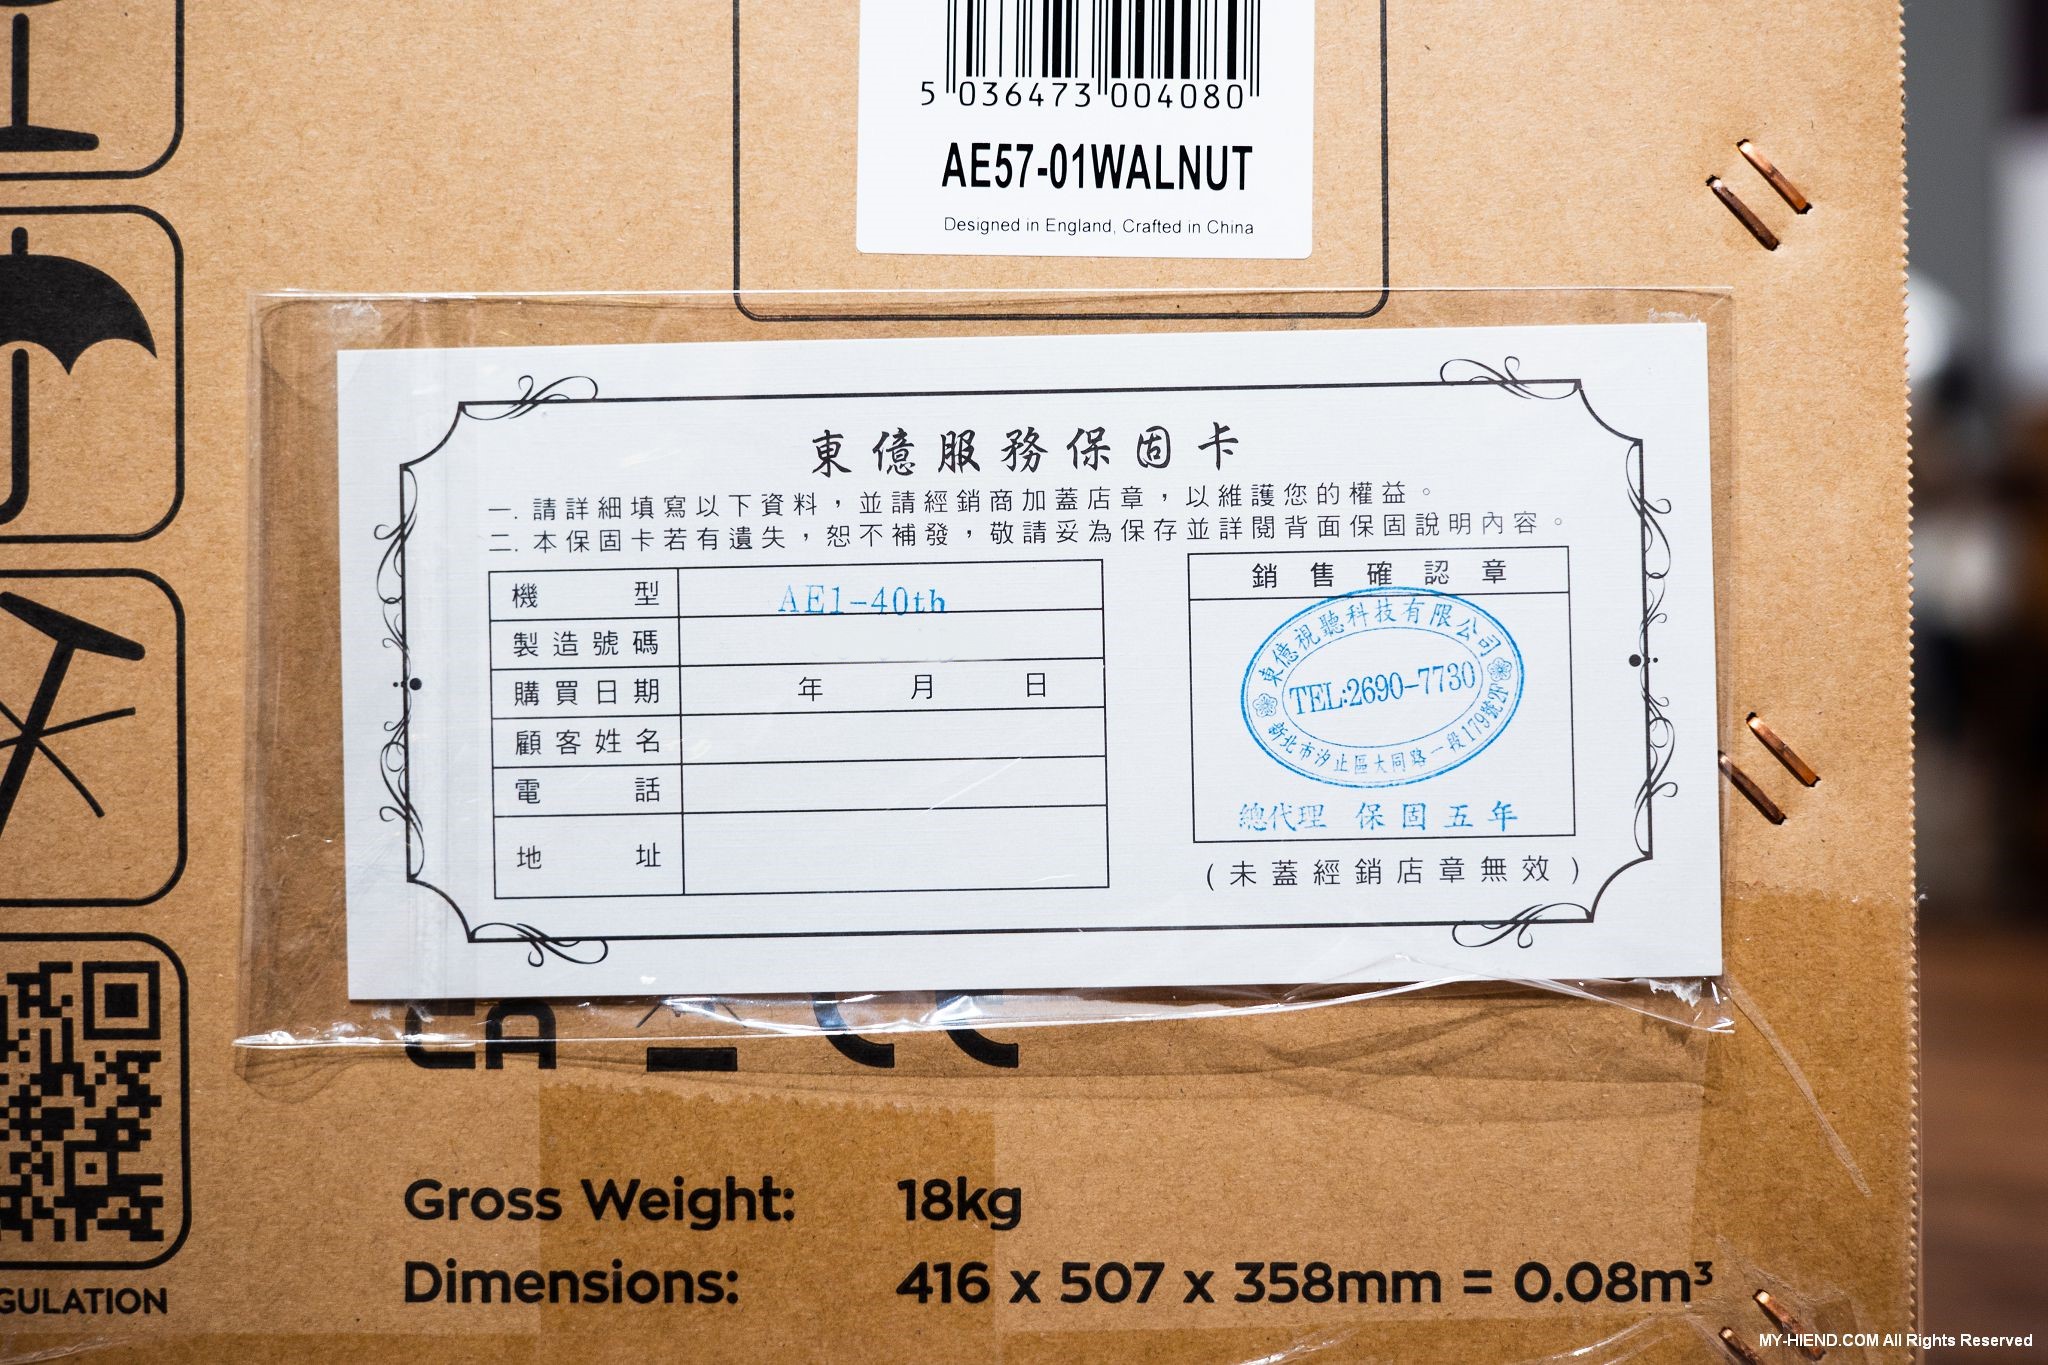 5 036473 004080
AE57-01WALNUT
Designed in England, Crafted in China
東億服務保固卡
一. 請詳細填寫以下資料，並請經銷商加蓋店章，以維護您的權益。
二. 本保固卡若有遺失，恕不補發，敬請妥為保存並詳閱背面保固說明內容。
機型 AE1-40th
製造號碼
購買日期 年 月 日
顧客姓名
電話
地址
銷售確認章
東億視聽科技有限公司
TEL:2690-7730
新北市汐止區大同路一段179號2F
總代理 保固五年
(未蓋經銷店章無效)
CA CE
GULATION
Gross Weight: 18kg
Dimensions: 416 x 507 x 358mm = 0.08m³
MY-HIEND.COM All Rights Reserved